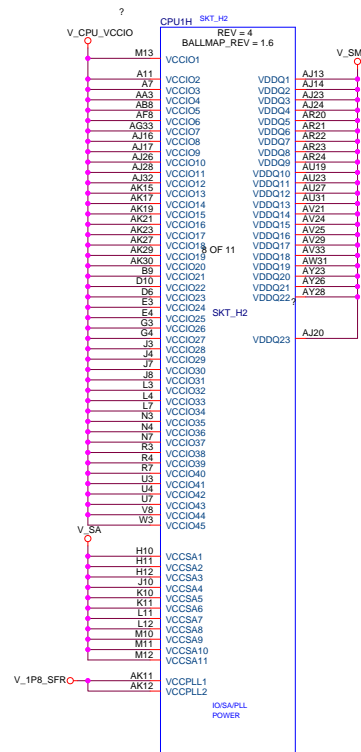 ?
CPU1H SKT_H2
V_CPU_VCCIO
REV = 4
BALLMAP_REV = 1.6
V_SM
M13 VCCIO1
A11 VCCIO2 VDDQ1 AJ13
A7 VCCIO3 VDDQ2 AJ14
AA3 VCCIO4 VDDQ3 AJ23
AB8 VCCIO5 VDDQ4 AJ24
AF8 VCCIO6 VDDQ5 AR20
AG33 VCCIO7 VDDQ6 AR21
AJ16 VCCIO8 VDDQ7 AR22
AJ17 VCCIO9 VDDQ8 AR23
AJ26 VCCIO10 VDDQ9 AR24
AJ28 VCCIO11 VDDQ10 AU19
AJ32 VCCIO12 VDDQ11 AU23
AK15 VCCIO13 VDDQ12 AU27
AK17 VCCIO14 VDDQ13 AU31
AK19 VCCIO15 VDDQ14 AV21
AK21 VCCIO16 VDDQ15 AV24
AK23 VCCIO17 VDDQ16 AV25
AK27 VCCIO18 8 OF 11 VDDQ17 AV29
AK29 VCCIO19 VDDQ18 AV33
AK30 VCCIO20 VDDQ19 AW31
B9 VCCIO21 VDDQ20 AY23
D10 VCCIO22 VDDQ21 AY26
D6 VCCIO23 VDDQ22 AY28
?
E3 VCCIO24
E4 VCCIO25 SKT_H2
G3 VCCIO26
G4 VCCIO27 VDDQ23 AJ20
J3 VCCIO28
J4 VCCIO29
J7 VCCIO30
J8 VCCIO31
L3 VCCIO32
L4 VCCIO33
L7 VCCIO34
N3 VCCIO35
N4 VCCIO36
N7 VCCIO37
R3 VCCIO38
R4 VCCIO39
R7 VCCIO40
U3 VCCIO41
U4 VCCIO42
U7 VCCIO43
V8 VCCIO44
W3 VCCIO45
V_SA
H10 VCCSA1
H11 VCCSA2
H12 VCCSA3
J10 VCCSA4
K10 VCCSA5
K11 VCCSA6
L11 VCCSA7
L12 VCCSA8
M10 VCCSA9
M11 VCCSA10
M12 VCCSA11
V_1P8_SFR AK11 VCCPLL1
AK12 VCCPLL2
IO/SA/PLL
POWER